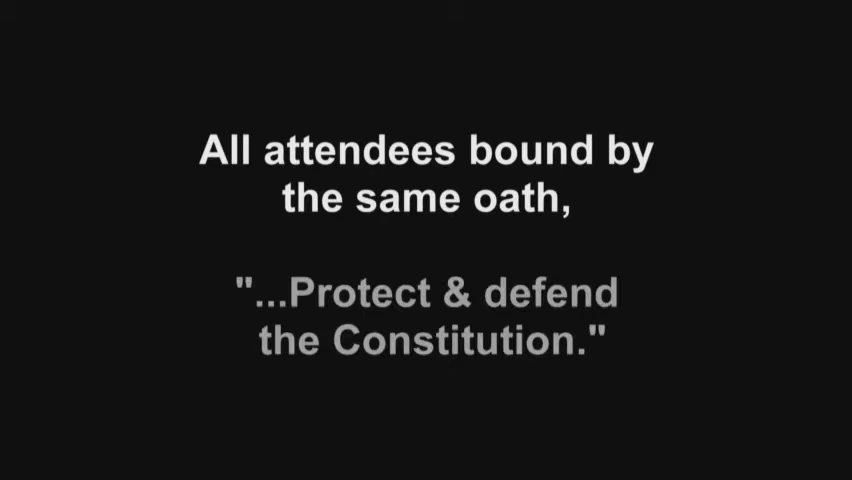 All attendees bound by
the same oath,
"...Protect & defend
the Constitution."